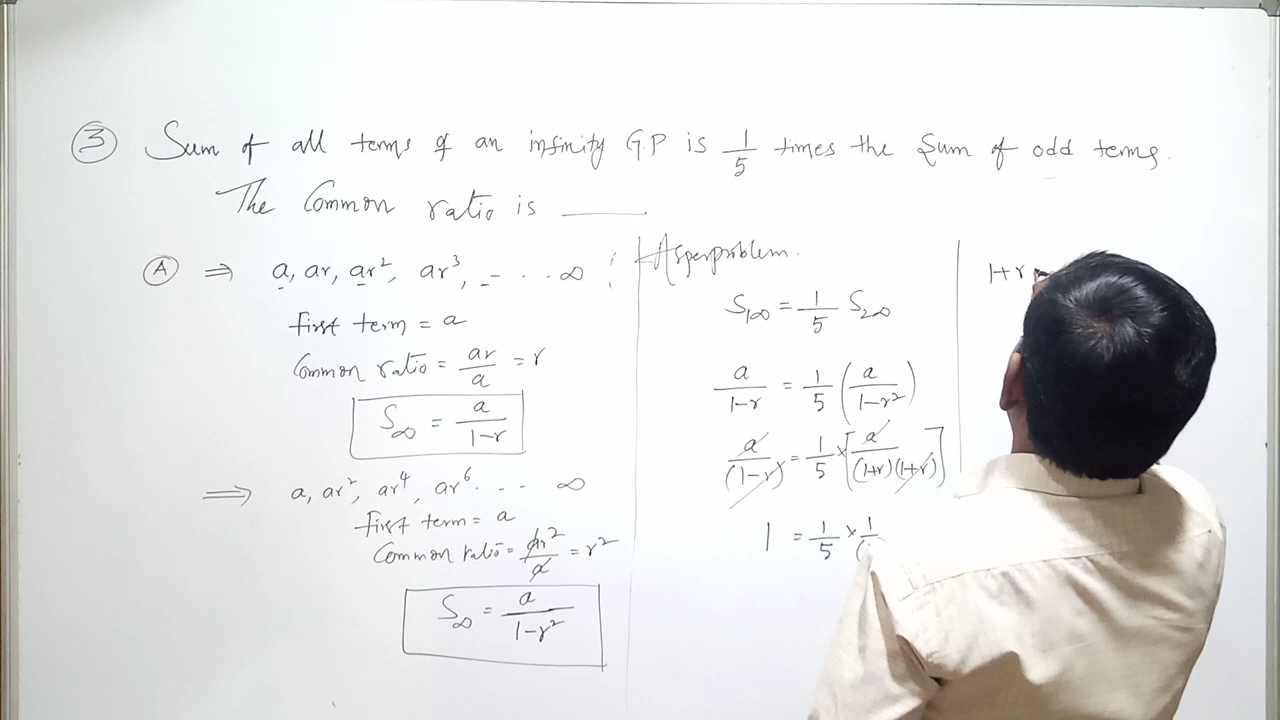 ③ Sum of all terms of an infinity G.P is 1/5 times the Sum of odd terms.
The Common ratio is ______
Ⓐ ⇒ a, ar, ar², ar³, - - . . . ∞
first term = a
Common ratio = ar/a = r
S∞ = a/1-r
⇒ a, ar², ar⁴, ar⁶ . . . . ∞
first term = a
Common ratio = ar²/a = r²
S∞ = a/1-r²
As per problem.
S₁∞ = 1/5 S₂∞
a/1-r = 1/5 (a/1-r²)
a/(1-r) = 1/5 × [a/(1+r)(1+r)]
1 = 1/5 × 1/(
1+r